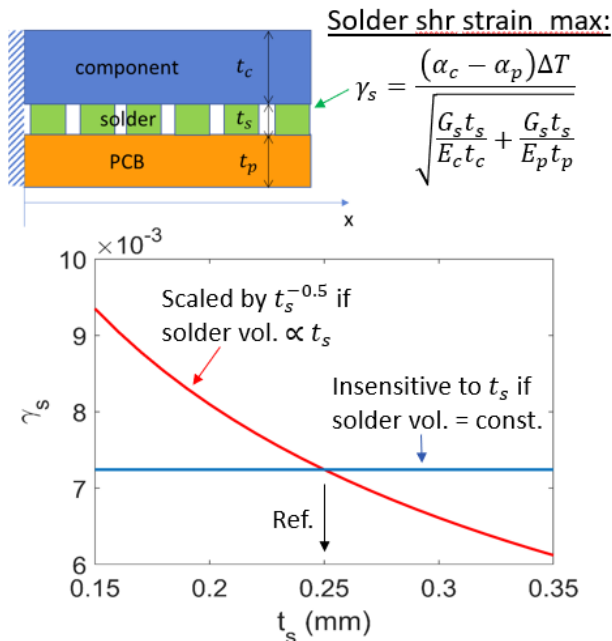 Solder shr strain max:
component
t_c
γ_s = (α_c − α_p)ΔT / √(G_s t_s / E_c t_c + G_s t_s / E_p t_p)
solder
t_s
PCB
t_p
x
×10⁻³
10
9
8
7
6
γ_s
Scaled by t_s^−0.5 if
solder vol. ∝ t_s
Insensitive to t_s if
solder vol. = const.
Ref.
0.15
0.2
0.25
0.3
0.35
t_s (mm)